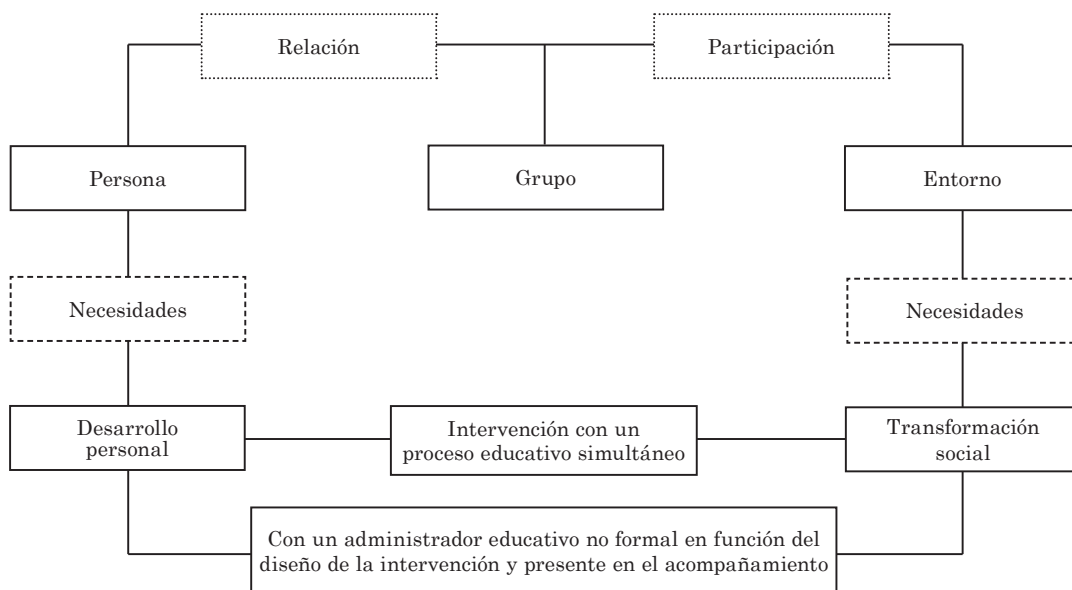 Relación
Participación
Persona
Grupo
Entorno
Necesidades
Necesidades
Desarrollo
personal
Intervención con un
proceso educativo simultáneo
Transformación
social
Con un administrador educativo no formal en función del
diseño de la intervención y presente en el acompañamiento